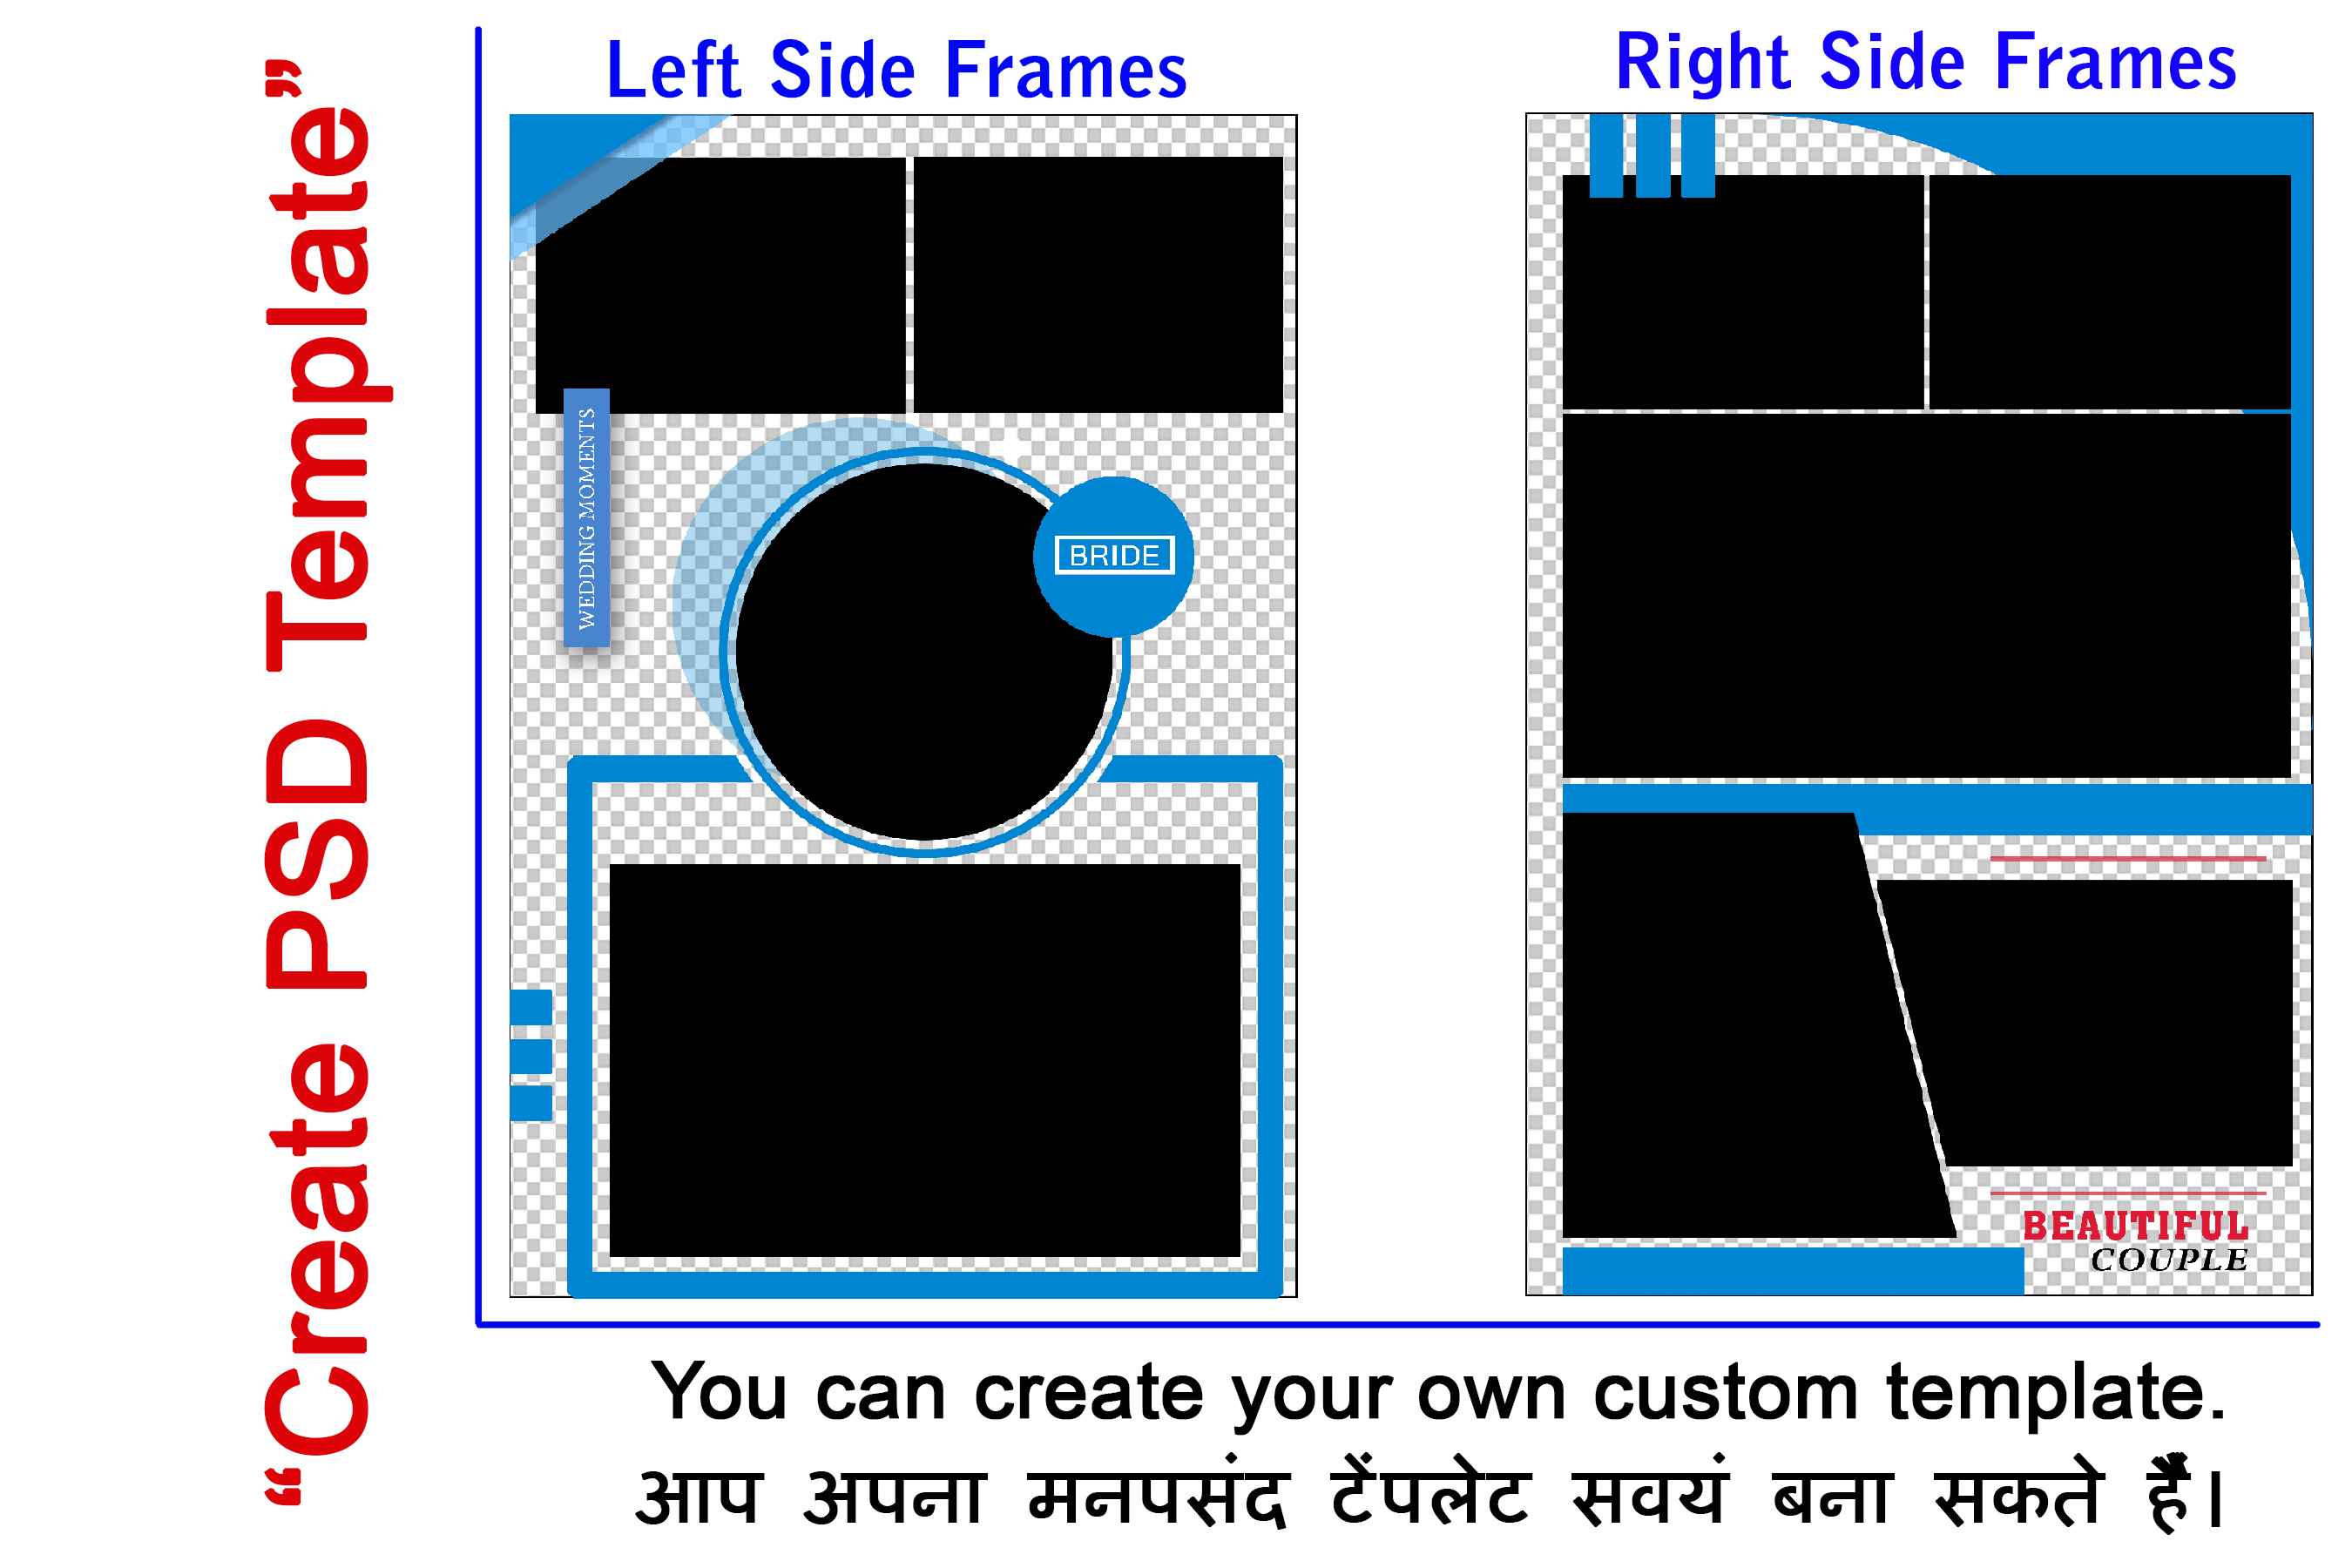 “Create PSD Template”
Left Side Frames
Right Side Frames
WEDDING MOMENTS
BRIDE
BEAUTIFUL
COUPLE
You can create your own custom template.
आप अपना मनपसंद टेंपलेट सवयं बना सकते हैं।